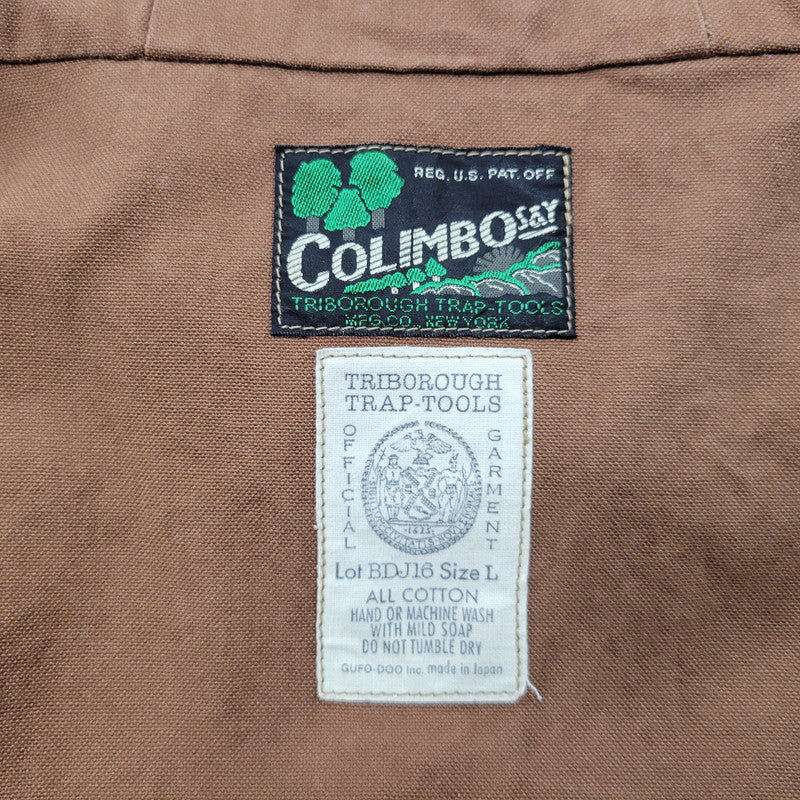 REG. U.S. PAT. OFF
COLIMBO S&Y
TRIBOROUGH TRAP-TOOLS
MFG.CO., NEW YORK
TRIBOROUGH
TRAP-TOOLS
OFFICIAL
GARMENT
1625
Lot BDJ16 Size L
ALL COTTON
HAND OR MACHINE WASH
WITH MILD SOAP
DO NOT TUMBLE DRY
GUFO-DOO Inc. made in Japan